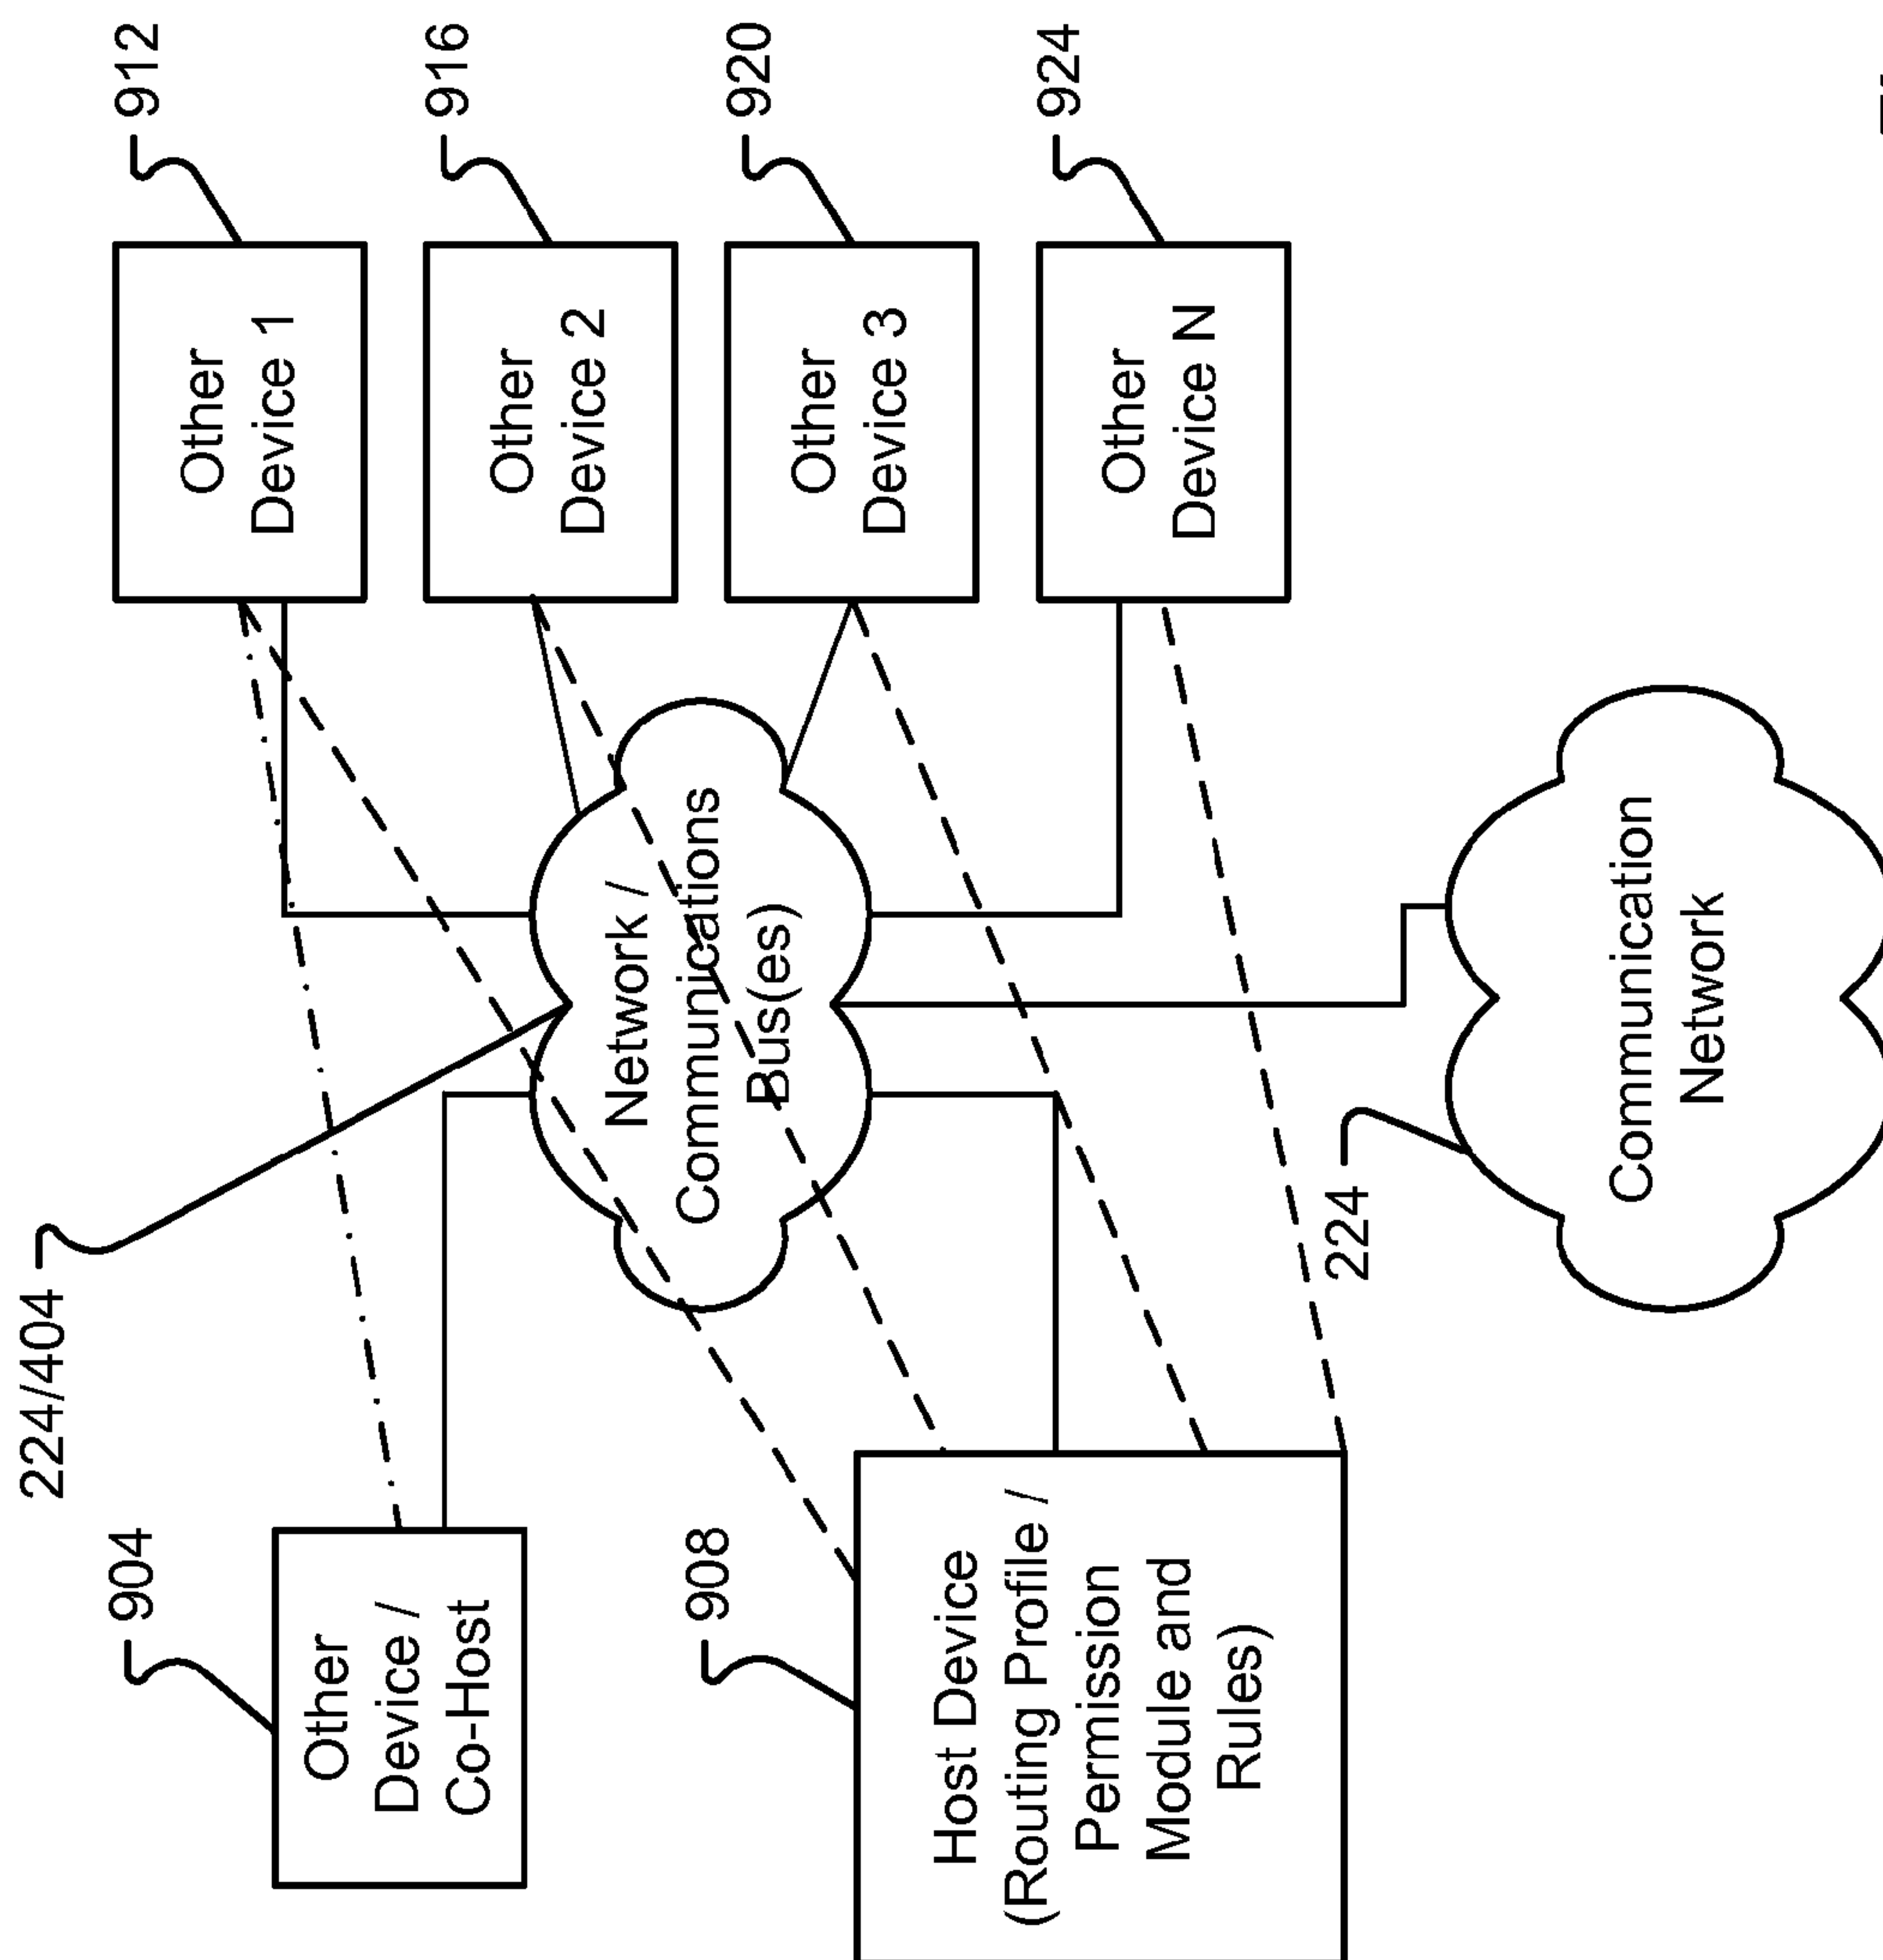 224/404
904
Other
Device /
Co-Host
908
Host Device
(Routing Profile /
Permission
Module and
Rules)
Network /
Communications
Bus(es)
912
Other
Device 1
916
Other
Device 2
920
Other
Device 3
924
Other
Device N
224
Communication
Network